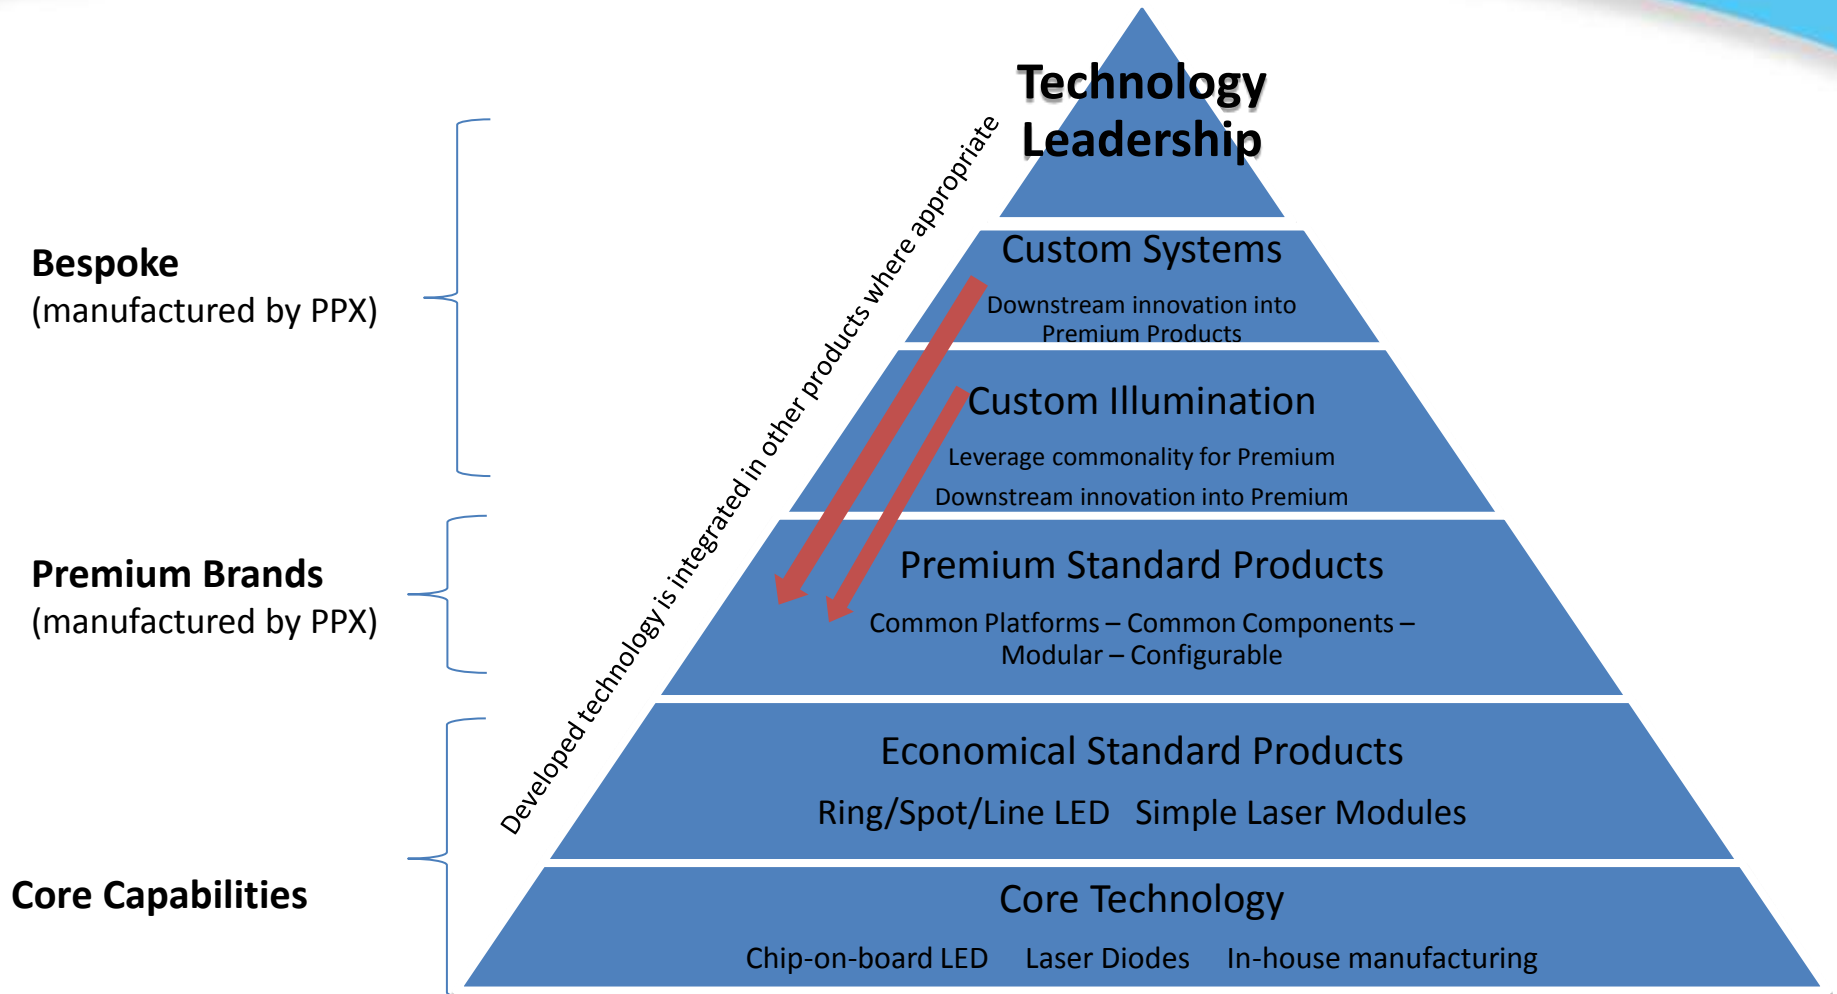 Technology
Leadership
Bespoke
(manufactured by PPX)
Custom Systems
Downstream innovation into
Premium Products
Developed technology is integrated in other products where appropriate
Custom Illumination
Leverage commonality for Premium
Downstream innovation into Premium
Premium Brands
(manufactured by PPX)
Premium Standard Products
Common Platforms – Common Components –
Modular – Configurable
Economical Standard Products
Ring/Spot/Line LED Simple Laser Modules
Core Capabilities
Core Technology
Chip-on-board LED Laser Diodes In-house manufacturing